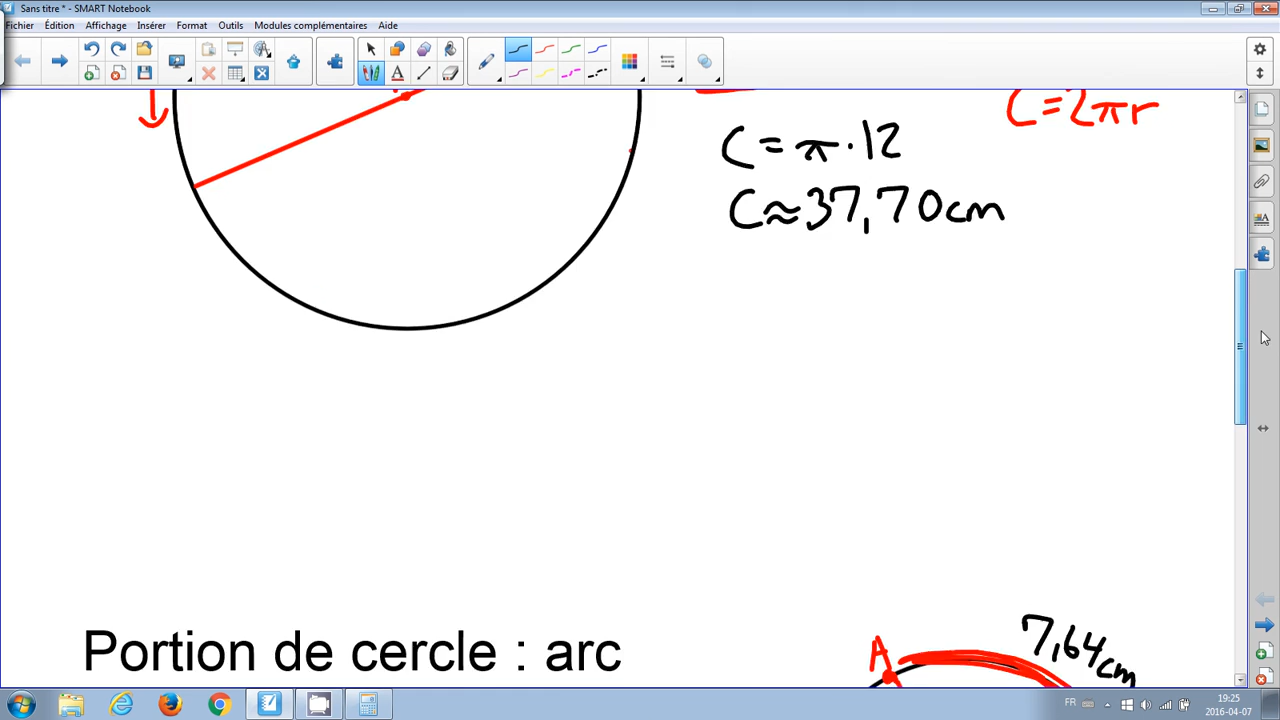 Sans titre * - SMART Notebook
Fichier Édition Affichage Insérer Format Outils Modules complémentaires Aide
C=2πr
C=π·12
C≈37,70cm
Portion de cercle : arc
A
7,64cm
FR
19:25
2016-04-07